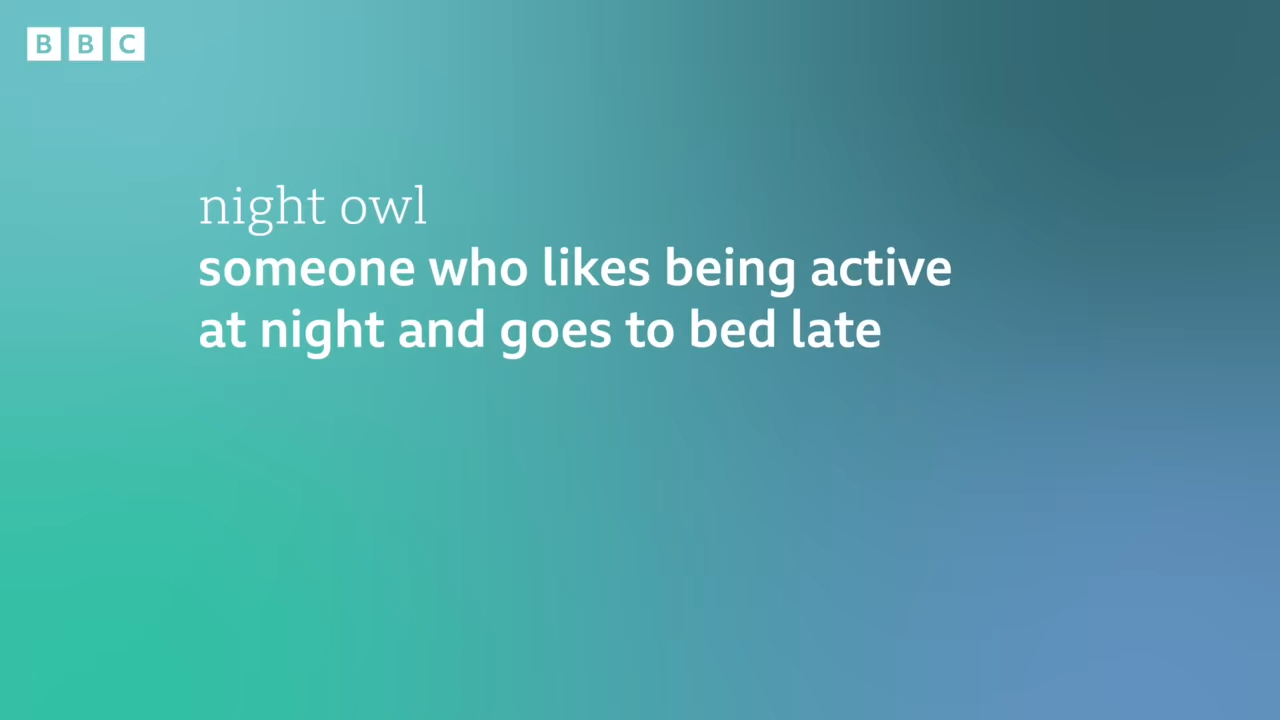 BBC
night owl
someone who likes being active
at night and goes to bed late